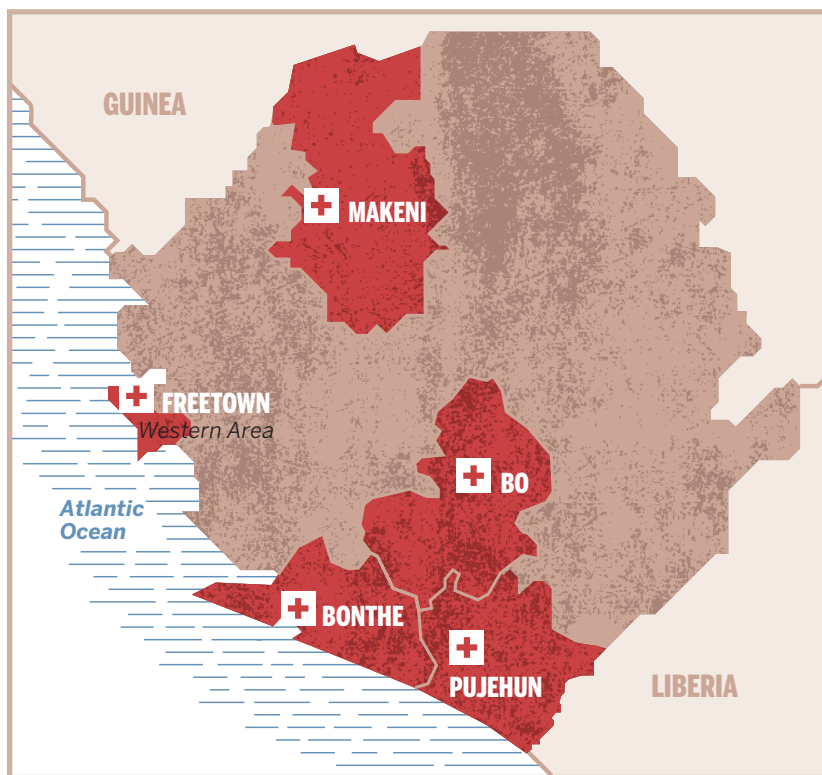 GUINEA
MAKENI
FREETOWN
Western Area
BO
Atlantic
Ocean
BONTHE
PUJEHUN
LIBERIA